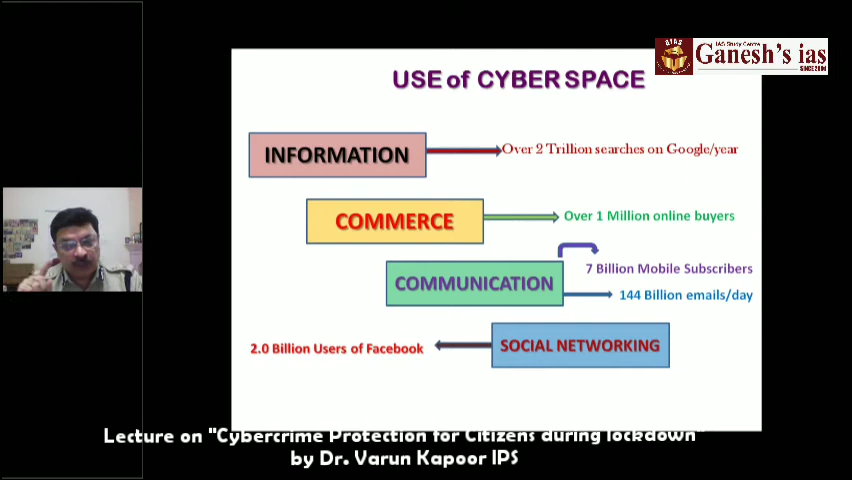 IAS Study Centre
Ganesh's ias
SINCE 2004
USE of CYBER SPACE
INFORMATION
Over 2 Trillion searches on Google/year
COMMERCE
Over 1 Million online buyers
COMMUNICATION
7 Billion Mobile Subscribers
144 Billion emails/day
2.0 Billion Users of Facebook
SOCIAL NETWORKING
Lecture on "Cybercrime Protection for Citizens during lockdown"
by Dr. Varun Kapoor IPS